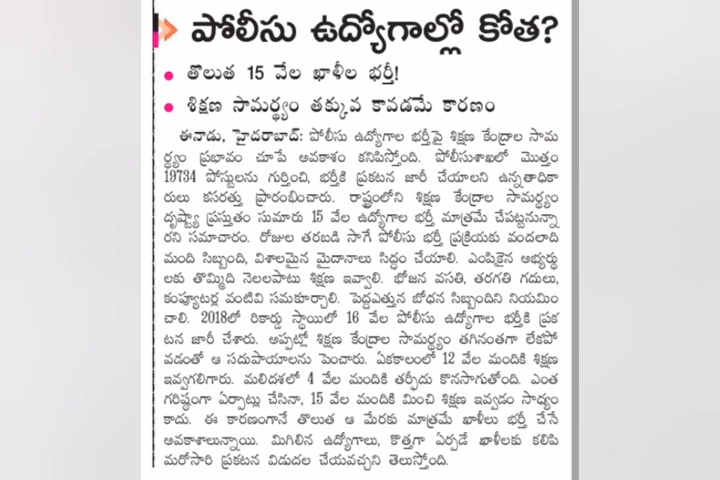 పోలీసు ఉద్యోగాల్లో కోత?
తొలుత 15 వేల ఖాళీల భర్తీ!
శిక్షణ సామర్థ్యం తక్కువ కావడమే కారణం
ఈనాడు, హైదరాబాద్: పోలీసు ఉద్యోగాల భర్తీపై శిక్షణ కేంద్రాల సామ
ర్థ్యం ప్రభావం చూపే అవకాశం కనిపిస్తోంది. పోలీసుశాఖలో మొత్తం
19734 పోస్టులను గుర్తించి, భర్తీకి ప్రకటన జారీ చేయాలని ఉన్నతాధికా
రులు కసరత్తు ప్రారంభించారు. రాష్ట్రంలోని శిక్షణ కేంద్రాల సామర్థ్యం
దృష్ట్యా ప్రస్తుతం సుమారు 15 వేల ఉద్యోగాల భర్తీ మాత్రమే చేపట్టనున్నా
రని సమాచారం. రోజుల తరబడి సాగే పోలీసు భర్తీ ప్రక్రియకు వందలాది
మంది సిబ్బంది, విశాలమైన మైదానాలు సిద్ధం చేయాలి. ఎంపికైన అభ్యర్థు
లకు తొమ్మిది నెలలపాటు శిక్షణ ఇవ్వాలి. భోజన వసతి, తరగతి గదులు,
కంప్యూటర్ల వంటివి సమకూర్చాలి. పెద్దఎత్తున బోధన సిబ్బందిని నియమిం
చాలి. 2018లో రికార్డు స్థాయిలో 16 వేల పోలీసు ఉద్యోగాల భర్తీకి ప్రక
టన జారీ చేశారు. అప్పట్లో శిక్షణ కేంద్రాల సామర్థ్యం తగినంతగా లేకపో
వడంతో ఆ సదుపాయాలను పెంచారు. ఏకకాలంలో 12 వేల మందికి శిక్షణ
ఇవ్వగలిగారు. మలిదశలో 4 వేల మందికి తర్ఫీదు కొనసాగుతోంది. ఎంత
గరిష్ఠంగా ఏర్పాట్లు చేసినా, 15 వేల మందికి మించి శిక్షణ ఇవ్వడం సాధ్యం
కాదు. ఈ కారణంగానే తొలుత ఆ మేరకు మాత్రమే ఖాళీలు భర్తీ చేసే
అవకాశాలున్నాయి. మిగిలిన ఉద్యోగాలు, కొత్తగా ఏర్పడే ఖాళీలకు కలిపి
మరోసారి ప్రకటన విడుదల చేయవచ్చని తెలుస్తోంది.